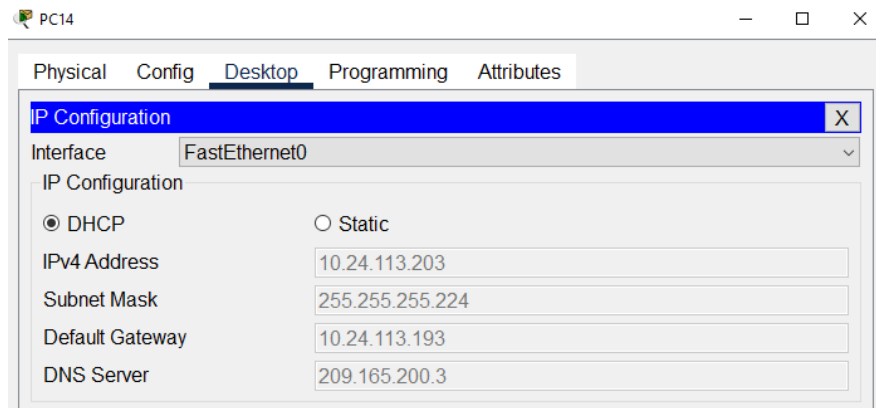 PC14
Physical Config Desktop Programming Attributes
IP Configuration X
Interface FastEthernet0
IP Configuration
DHCP Static
IPv4 Address 10.24.113.203
Subnet Mask 255.255.255.224
Default Gateway 10.24.113.193
DNS Server 209.165.200.3